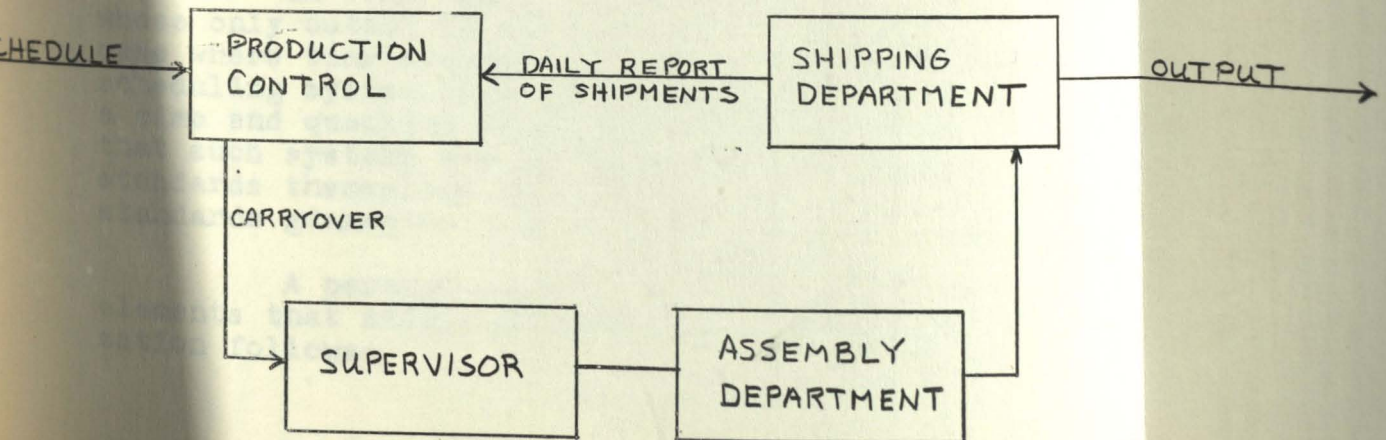 CHEDULE
PRODUCTION
CONTROL
DAILY REPORT
OF SHIPMENTS
SHIPPING
DEPARTMENT
OUTPUT
CARRYOVER
SUPERVISOR
ASSEMBLY
DEPARTMENT